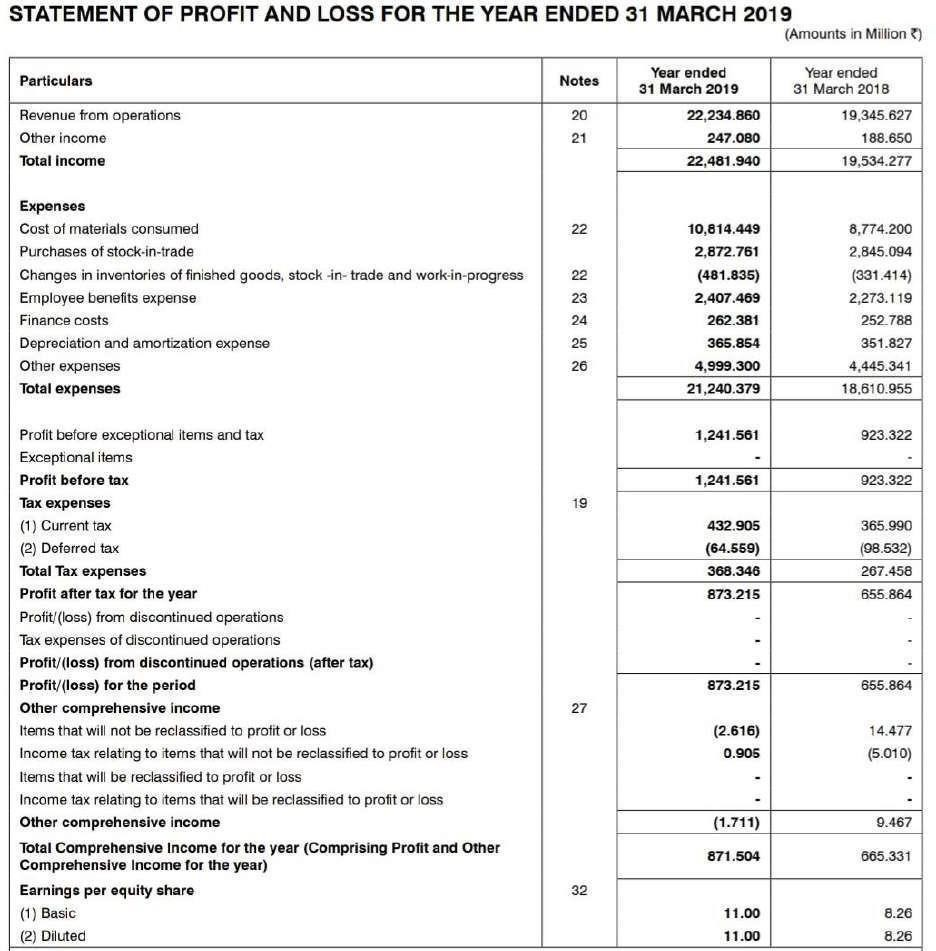 STATEMENT OF PROFIT AND LOSS FOR THE YEAR ENDED 31 MARCH 2019
(Amounts in Million ₹)
Particulars Notes Year ended 31 March 2019 Year ended 31 March 2018
Revenue from operations 20 22,234.860 19,345.627
Other income 21 247.080 188.650
Total income 22,481.940 19,534.277
Expenses
Cost of materials consumed 22 10,814.449 8,774.200
Purchases of stock-in-trade 2,872.761 2,845.094
Changes in inventories of finished goods, stock -in- trade and work-in-progress 22 (481.835) (331.414)
Employee benefits expense 23 2,407.469 2,273.119
Finance costs 24 262.381 252.788
Depreciation and amortization expense 25 365.854 351.827
Other expenses 26 4,999.300 4,445.341
Total expenses 21,240.379 18,610.955
Profit before exceptional items and tax 1,241.561 923.322
Exceptional items - -
Profit before tax 1,241.561 923.322
Tax expenses 19
(1) Current tax 432.905 365.990
(2) Deferred tax (64.559) (98.532)
Total Tax expenses 368.346 267.458
Profit after tax for the year 873.215 655.864
Profit/(loss) from discontinued operations - -
Tax expenses of discontinued operations - -
Profit/(loss) from discontinued operations (after tax) - -
Profit/(loss) for the period 873.215 655.864
Other comprehensive income 27
Items that will not be reclassified to profit or loss (2.616) 14.477
Income tax relating to items that will not be reclassified to profit or loss 0.905 (5.010)
Items that will be reclassified to profit or loss - -
Income tax relating to items that will be reclassified to profit or loss - -
Other comprehensive income (1.711) 9.467
Total Comprehensive Income for the year (Comprising Profit and Other
Comprehensive Income for the year) 871.504 665.331
Earnings per equity share 32
(1) Basic 11.00 8.26
(2) Diluted 11.00 8.26